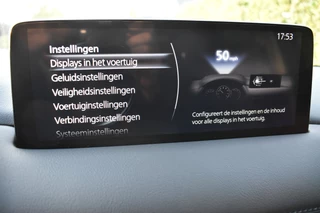 17:53
Instellingen
Displays in het voertuig
Geluidsinstellingen
Veiligheidsinstellingen
Voertuiginstellingen
Verbindingsinstellingen
Systeeminstellingen
50 mph
Configureert de instellingen en de inhoud
voor alle displays in het voertuig.